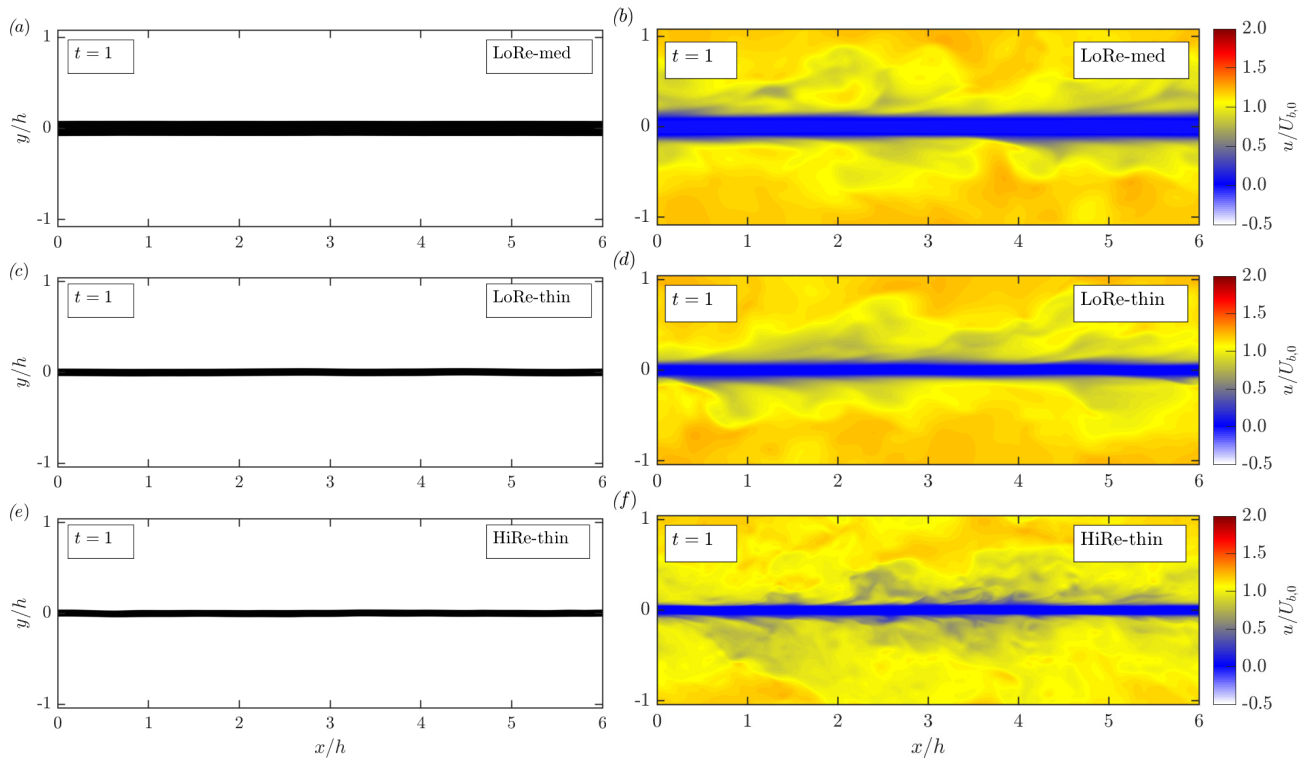 (a)
1
t = 1
LoRe-med
y/h
0
-1
0 1 2 3 4 5 6
(b)
1
t = 1
LoRe-med
0
-1
0 1 2 3 4 5 6
2.0
1.5
1.0
0.5
0.0
-0.5
u/U_{b,0}
(c)
1
t = 1
LoRe-thin
y/h
0
-1
0 1 2 3 4 5 6
(d)
1
t = 1
LoRe-thin
0
-1
0 1 2 3 4 5 6
2.0
1.5
1.0
0.5
0.0
-0.5
u/U_{b,0}
(e)
1
t = 1
HiRe-thin
y/h
0
-1
0 1 2 3 4 5 6
x/h
(f)
1
t = 1
HiRe-thin
0
-1
0 1 2 3 4 5 6
x/h
2.0
1.5
1.0
0.5
0.0
-0.5
u/U_{b,0}